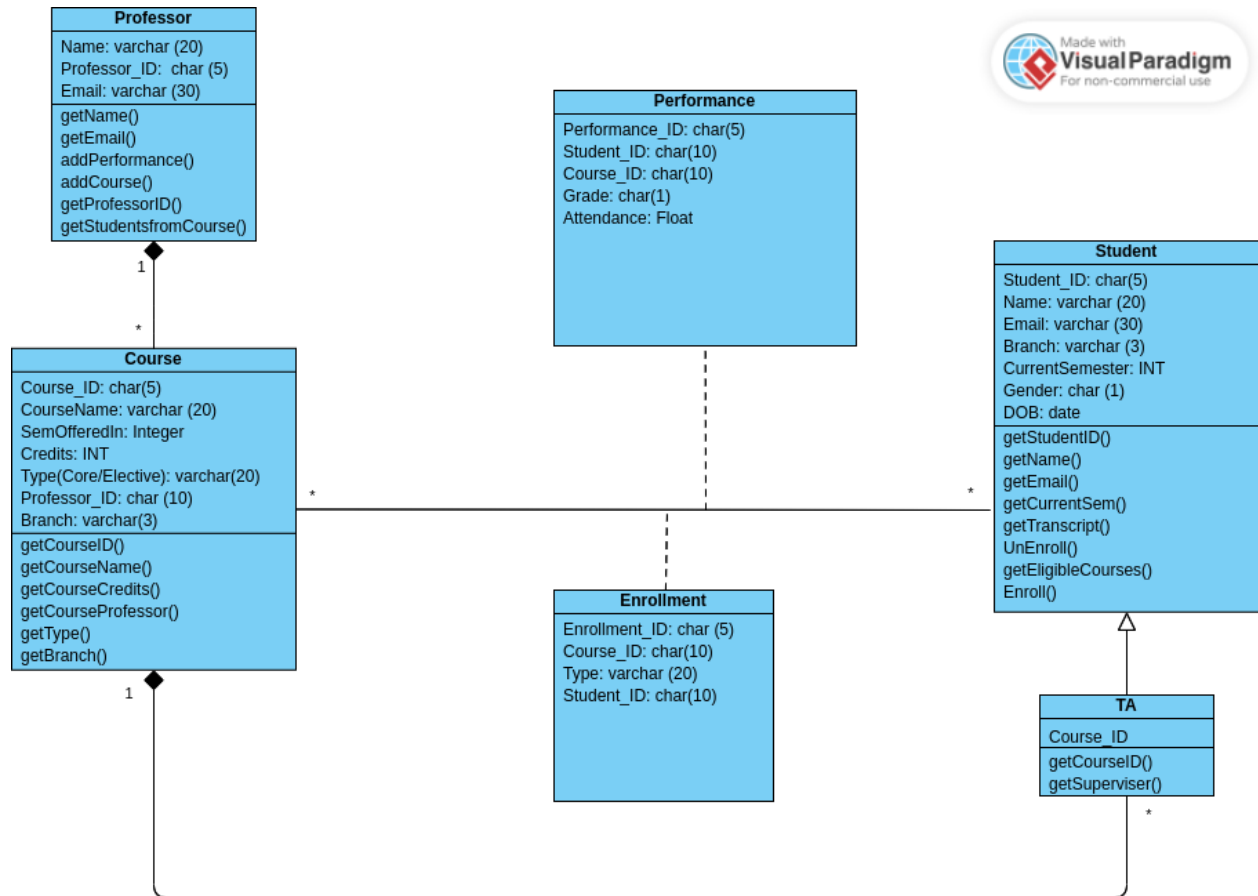 Professor
Name: varchar (20)
Professor_ID: char (5)
Email: varchar (30)
getName()
getEmail()
addPerformance()
addCourse()
getProfessorID()
getStudentsfromCourse()
1
*
Made with
Visual Paradigm
For non-commercial use
Performance
Performance_ID: char(5)
Student_ID: char(10)
Course_ID: char(10)
Grade: char(1)
Attendance: Float
Student
Student_ID: char(5)
Name: varchar (20)
Email: varchar (30)
Branch: varchar (3)
CurrentSemester: INT
Gender: char (1)
DOB: date
getStudentID()
getName()
getEmail()
getCurrentSem()
getTranscript()
UnEnroll()
getEligibleCourses()
Enroll()
Course
Course_ID: char(5)
CourseName: varchar (20)
SemOfferedIn: Integer
Credits: INT
Type(Core/Elective): varchar(20)
Professor_ID: char (10)
Branch: varchar(3)
getCourseID()
getCourseName()
getCourseCredits()
getCourseProfessor()
getType()
getBranch()
*
*
1
Enrollment
Enrollment_ID: char (5)
Course_ID: char(10)
Type: varchar (20)
Student_ID: char(10)
TA
Course_ID
getCourseID()
getSuperviser()
*